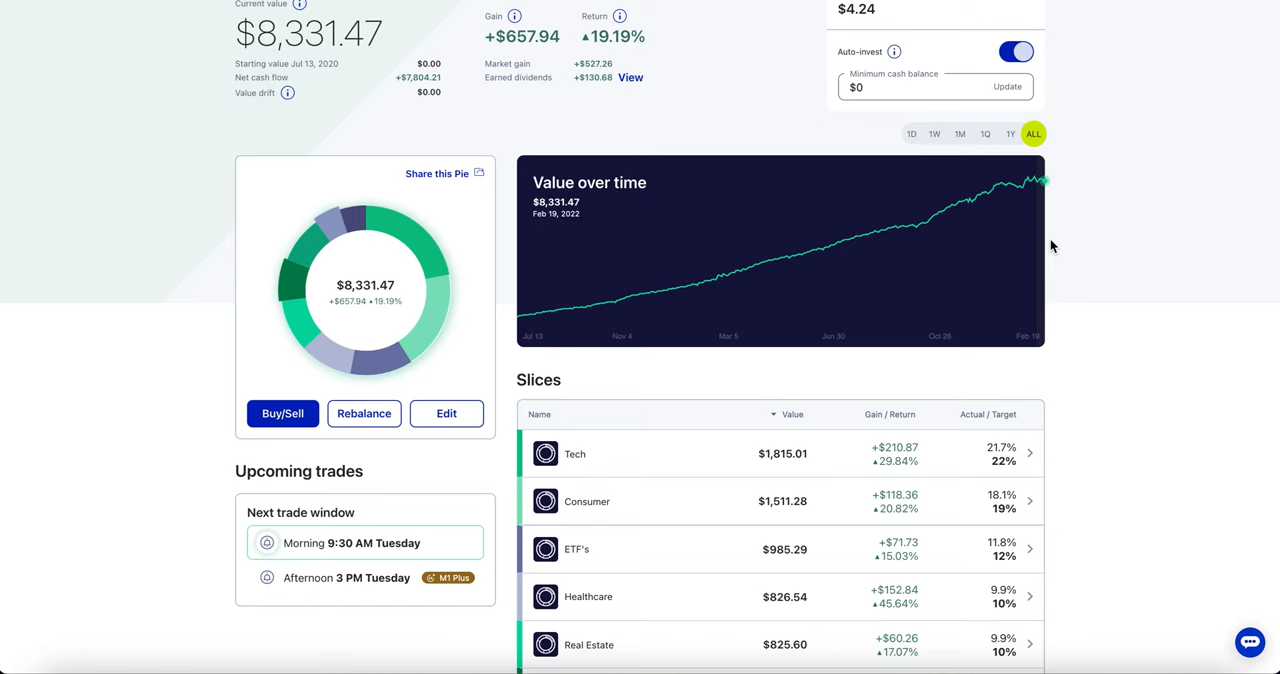 Current value
$8,331.47
Starting value Jul 13, 2020 $0.00
Net cash flow +$7,804.21
Value drift $0.00
Gain Return
+$657.94 ▲19.19%
Market gain +$527.26
Earned dividends +$130.68 View
$4.24
Auto-invest
Minimum cash balance
$0 Update
1D 1W 1M 1Q 1Y ALL
Share this Pie
$8,331.47
+$657.94 ▲19.19%
Buy/Sell Rebalance Edit
Value over time
$8,331.47
Feb 19, 2022
Jul 13 Nov 4 Mar 5 Jun 30 Oct 26 Feb 19
Upcoming trades
Next trade window
Morning 9:30 AM Tuesday
Afternoon 3 PM Tuesday M1 Plus
Slices
Name Value Gain / Return Actual / Target
Tech $1,815.01 +$210.87 21.7%
▲29.84% 22%
Consumer $1,511.28 +$118.36 18.1%
▲20.82% 19%
ETF's $985.29 +$71.73 11.8%
▲15.03% 12%
Healthcare $826.54 +$152.84 9.9%
▲45.64% 10%
Real Estate $825.60 +$60.26 9.9%
▲17.07% 10%